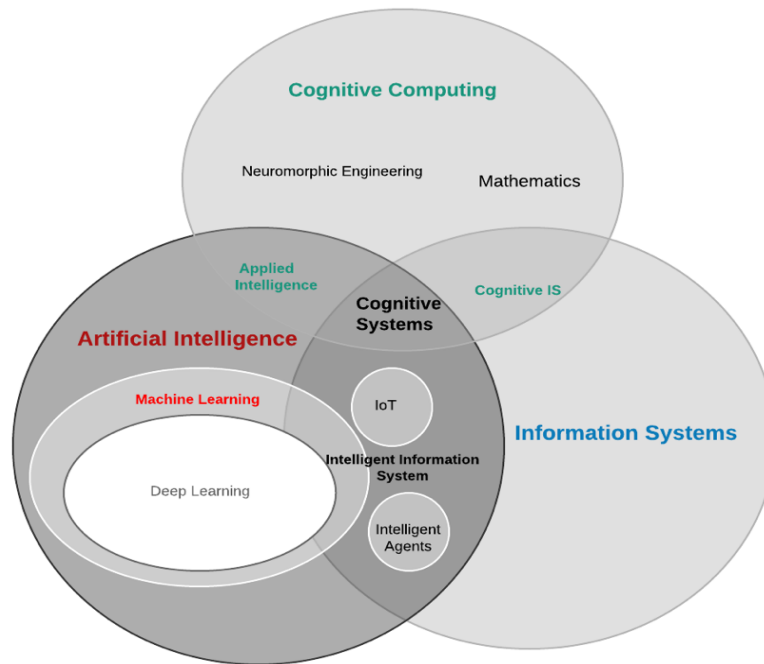 Cognitive Computing
Neuromorphic Engineering
Mathematics
Applied
Intelligence
Cognitive IS
Cognitive
Systems
Artificial Intelligence
Machine Learning
IoT
Information Systems
Intelligent Information
System
Deep Learning
Intelligent
Agents